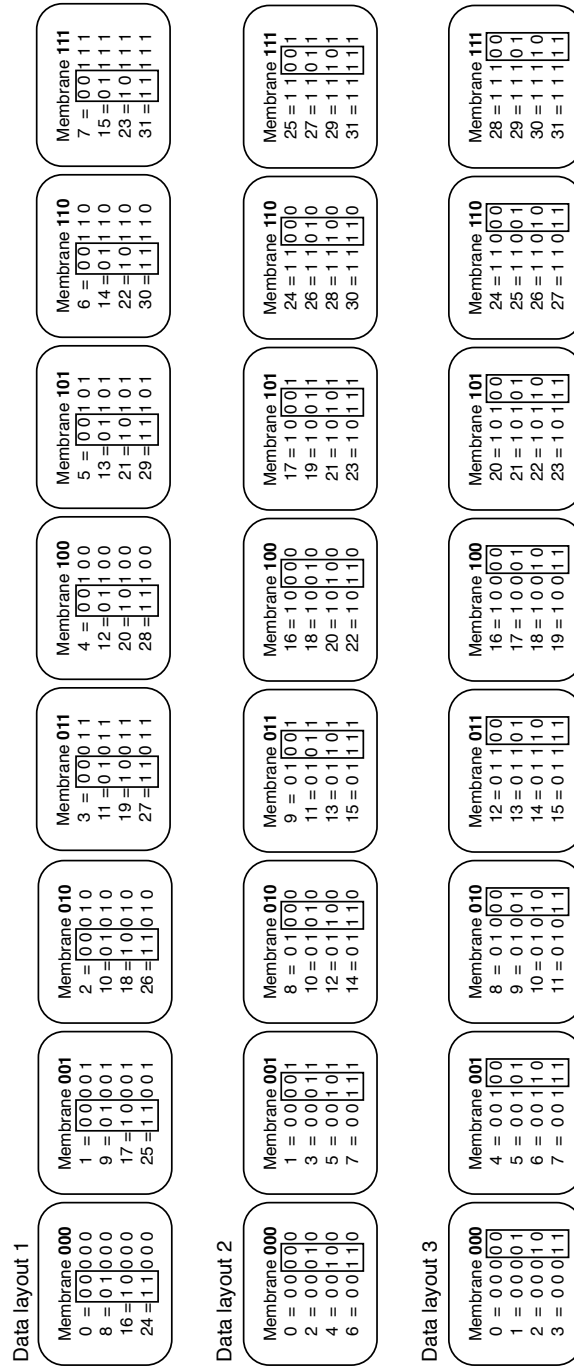 Data layout 1
Membrane 000
0 = 0 0 0 0 0
8 = 0 1 0 0 0
16 = 1 0 0 0 0
24 = 1 1 0 0 0
Membrane 001
1 = 0 0 0 0 1
9 = 0 1 0 0 1
17 = 1 0 0 0 1
25 = 1 1 0 0 1
Membrane 010
2 = 0 0 0 1 0
10 = 0 1 0 1 0
18 = 1 0 0 1 0
26 = 1 1 0 1 0
Membrane 011
3 = 0 0 0 1 1
11 = 0 1 0 1 1
19 = 1 0 0 1 1
27 = 1 1 0 1 1
Membrane 100
4 = 0 0 1 0 0
12 = 0 1 1 0 0
20 = 1 0 1 0 0
28 = 1 1 1 0 0
Membrane 101
5 = 0 0 1 0 1
13 = 0 1 1 0 1
21 = 1 0 1 0 1
29 = 1 1 1 0 1
Membrane 110
6 = 0 0 1 1 0
14 = 0 1 1 1 0
22 = 1 0 1 1 0
30 = 1 1 1 1 0
Membrane 111
7 = 0 0 1 1 1
15 = 0 1 1 1 1
23 = 1 0 1 1 1
31 = 1 1 1 1 1
Data layout 2
Membrane 000
0 = 0 0 0 0 0
2 = 0 0 0 1 0
4 = 0 0 1 0 0
6 = 0 0 1 1 0
Membrane 001
1 = 0 0 0 0 1
3 = 0 0 0 1 1
5 = 0 0 1 0 1
7 = 0 0 1 1 1
Membrane 010
8 = 0 1 0 0 0
10 = 0 1 0 1 0
12 = 0 1 1 0 0
14 = 0 1 1 1 0
Membrane 011
9 = 0 1 0 0 1
11 = 0 1 0 1 1
13 = 0 1 1 0 1
15 = 0 1 1 1 1
Membrane 100
16 = 1 0 0 0 0
18 = 1 0 0 1 0
20 = 1 0 1 0 0
22 = 1 0 1 1 0
Membrane 101
17 = 1 0 0 0 1
19 = 1 0 0 1 1
21 = 1 0 1 0 1
23 = 1 0 1 1 1
Membrane 110
24 = 1 1 0 0 0
26 = 1 1 0 1 0
28 = 1 1 1 0 0
30 = 1 1 1 1 0
Membrane 111
25 = 1 1 0 0 1
27 = 1 1 0 1 1
29 = 1 1 1 0 1
31 = 1 1 1 1 1
Data layout 3
Membrane 000
0 = 0 0 0 0 0
1 = 0 0 0 0 1
2 = 0 0 0 1 0
3 = 0 0 0 1 1
Membrane 001
4 = 0 0 1 0 0
5 = 0 0 1 0 1
6 = 0 0 1 1 0
7 = 0 0 1 1 1
Membrane 010
8 = 0 1 0 0 0
9 = 0 1 0 0 1
10 = 0 1 0 1 0
11 = 0 1 0 1 1
Membrane 011
12 = 0 1 1 0 0
13 = 0 1 1 0 1
14 = 0 1 1 1 0
15 = 0 1 1 1 1
Membrane 100
16 = 1 0 0 0 0
17 = 1 0 0 0 1
18 = 1 0 0 1 0
19 = 1 0 0 1 1
Membrane 101
20 = 1 0 1 0 0
21 = 1 0 1 0 1
22 = 1 0 1 1 0
23 = 1 0 1 1 1
Membrane 110
24 = 1 1 0 0 0
25 = 1 1 0 0 1
26 = 1 1 0 1 0
27 = 1 1 0 1 1
Membrane 111
28 = 1 1 1 0 0
29 = 1 1 1 0 1
30 = 1 1 1 1 0
31 = 1 1 1 1 1